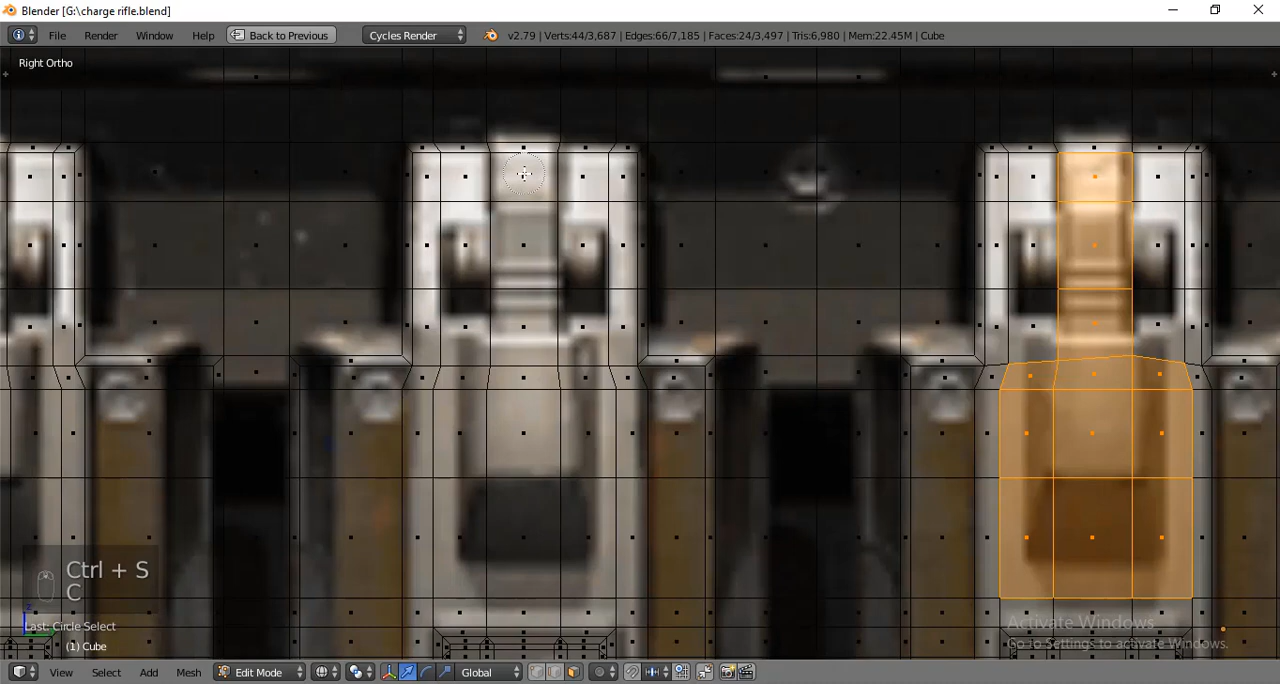 Blender [G:\charge rifle.blend]
File Render Window Help Back to Previous Cycles Render v2.79 | Verts:44/3,687 | Edges:66/7,185 | Faces:24/3,497 | Tris:6,980 | Mem:22.45M | Cube
Right Ortho
Ctrl + S
C
Last: Circle Select
(1) Cube
z
Activate Windows
Go to Settings to activate Windows.
View Select Add Mesh Edit Mode Global